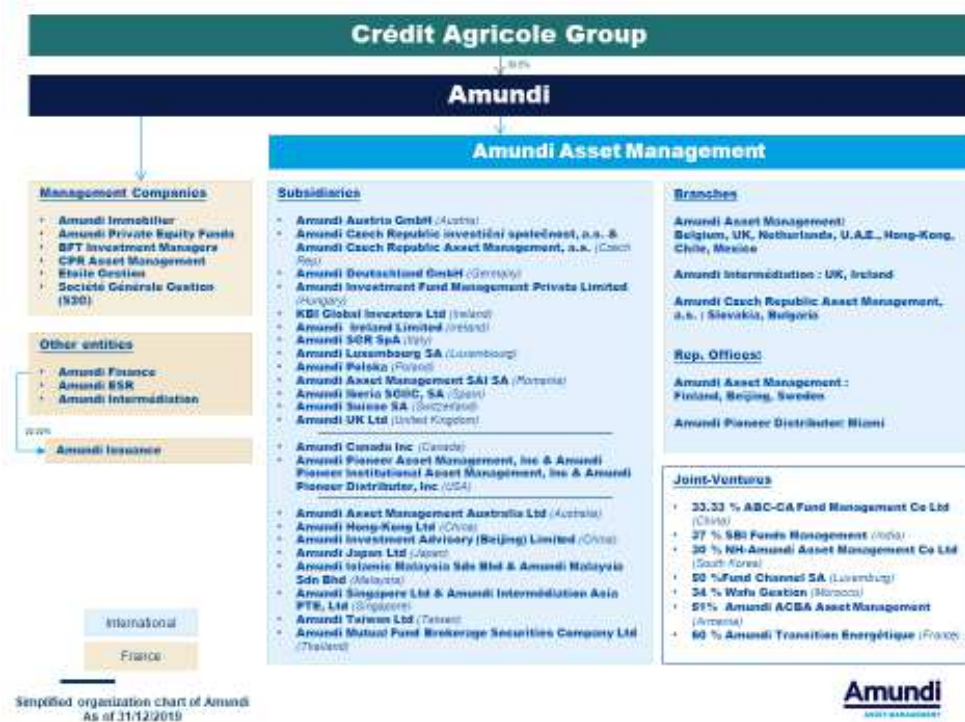 Crédit Agricole Group
Amundi
Amundi Asset Management
Management Companies
• Amundi Immobilier
• Amundi Private Equity Funds
• BFT Investment Managers
• CPR Asset Management
• Etoile Gestion
• Société Générale Gestion
(S2G)
Other entities
• Amundi Finance
• Amundi ESR
• Amundi Intermédiation
Amundi Issuance
Subsidiaries
• Amundi Austria GmbH (Austria)
• Amundi Czech Republic investiční společnost, a.s. &
Amundi Czech Republic Asset Management, a.s. (Czech
Rep)
• Amundi Deutschland GmbH (Germany)
• Amundi Investment Fund Management Private Limited
(Hungary)
• KBI Global Investors Ltd (Ireland)
• Amundi Ireland Limited (Ireland)
• Amundi SGR SpA (Italy)
• Amundi Luxembourg SA (Luxembourg)
• Amundi Polska (Poland)
• Amundi Asset Management SAI SA (Romania)
• Amundi Iberia SGIIC, SA (Spain)
• Amundi Suisse SA (Switzerland)
• Amundi UK Ltd (United Kingdom)
• Amundi Canada Inc (Canada)
• Amundi Pioneer Asset Management, Inc & Amundi
Pioneer Institutional Asset Management, Inc & Amundi
Pioneer Distributor, Inc (USA)
• Amundi Asset Management Australia Ltd (Australia)
• Amundi Hong-Kong Ltd (China)
• Amundi Investment Advisory (Beijing) Limited (China)
• Amundi Japan Ltd (Japan)
• Amundi Islamic Malaysia Sdn Bhd & Amundi Malaysia
Sdn Bhd (Malaysia)
• Amundi Singapore Ltd & Amundi Intermédiation Asia
PTE, Ltd (Singapore)
• Amundi Taiwan Ltd (Taiwan)
• Amundi Mutual Fund Brokerage Securities Company Ltd
(Thailand)
Branches
Amundi Asset Management:
Belgium, UK, Netherlands, U.A.E., Hong-Kong,
Chile, Mexico
Amundi Intermédiation : UK, Ireland
Amundi Czech Republic Asset Management,
a.s. : Slovakia, Bulgaria
Rep. Offices:
Amundi Asset Management :
Finland, Beijing, Sweden
Amundi Pioneer Distributor: Miami
Joint-Ventures
• 33.33 % ABC-CA Fund Management Co Ltd
(China)
• 37 % SBI Funds Management (India)
• 30 % NH-Amundi Asset Management Co Ltd
(South Korea)
• 50 %Fund Channel SA (Luxemburg)
• 34 % Wafa Gestion (Morocco)
• 51% Amundi ACBA Asset Management
(Armenia)
• 60 % Amundi Transition Energétique (France)
International
France
Simplified organization chart of Amundi
As of 31/12/2019
Amundi
ASSET MANAGEMENT